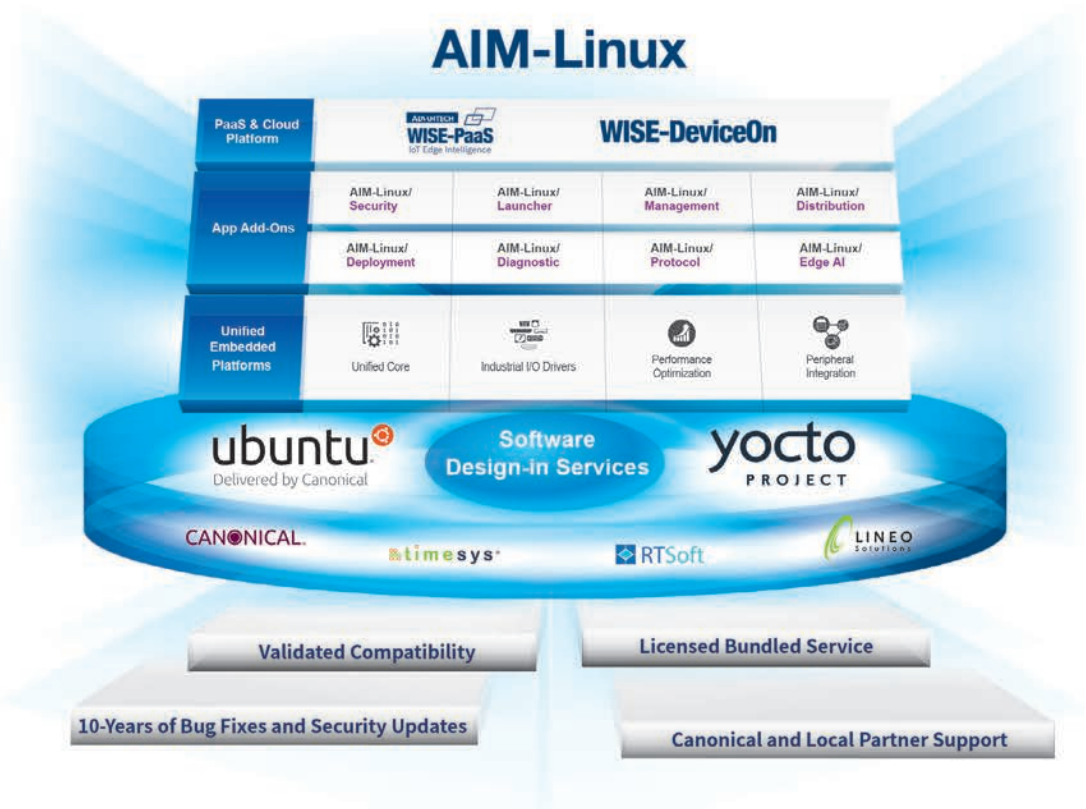 AIM-Linux
PaaS & Cloud
Platform
ADVANTECH
WISE-PaaS
IoT Edge Intelligence
WISE-DeviceOn
App Add-Ons
AIM-Linux/
Security
AIM-Linux/
Launcher
AIM-Linux/
Management
AIM-Linux/
Distribution
AIM-Linux/
Deployment
AIM-Linux/
Diagnostic
AIM-Linux/
Protocol
AIM-Linux/
Edge AI
Unified
Embedded
Platforms
Unified Core
Industrial I/O Drivers
Performance
Optimization
Peripheral
Integration
ubuntu
Delivered by Canonical
Software
Design-in Services
yocto
PROJECT
CANONICAL
timesys
RTSoft
LINEO
Solutions
Validated Compatibility
Licensed Bundled Service
10-Years of Bug Fixes and Security Updates
Canonical and Local Partner Support